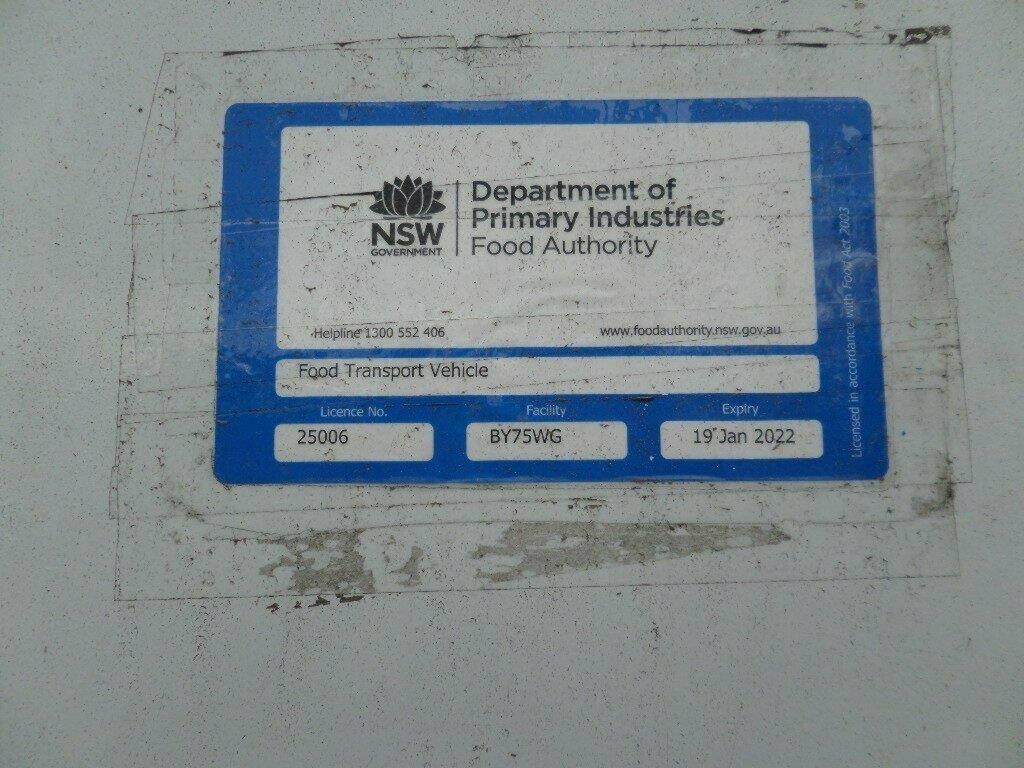 NSW
GOVERNMENT
Department of
Primary Industries
Food Authority
Helpline 1300 552 406
www.foodauthority.nsw.gov.au
Food Transport Vehicle
Licence No.
Facility
Expiry
25006
BY75WG
19 Jan 2022
Licensed in accordance with Food Act 2003